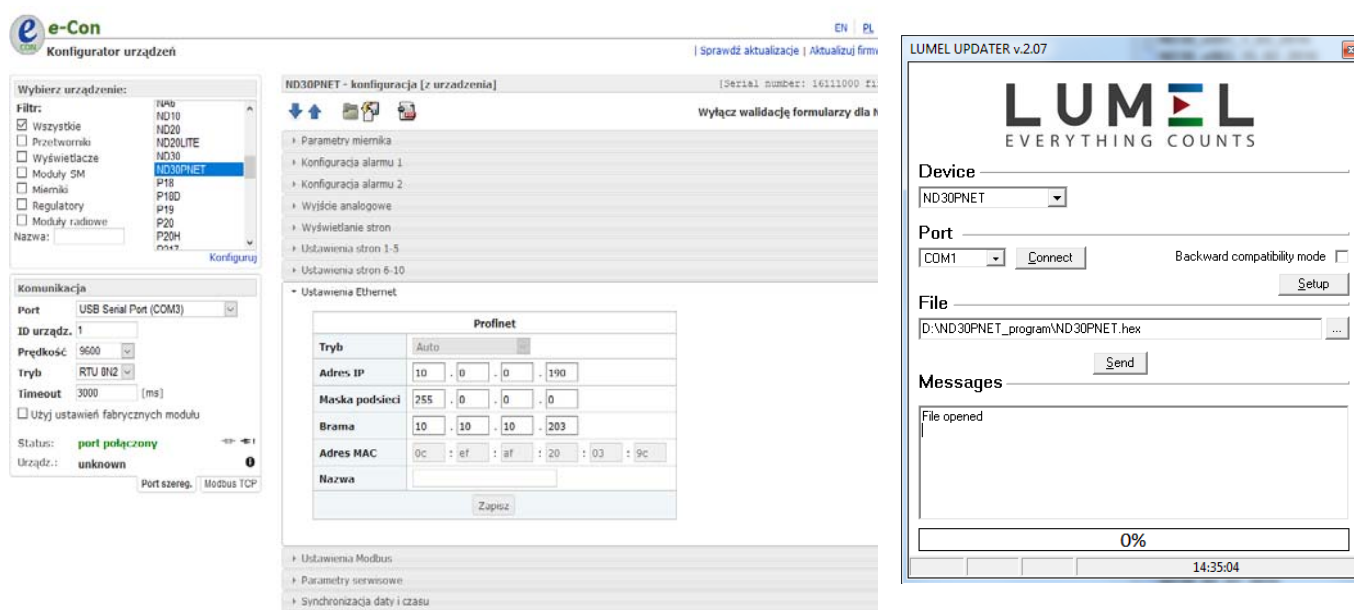 e-Con
Konfigurator urządzeń
EN | PL
| Sprawdź aktualizacje | Aktualizuj firmv
Wybierz urządzenie:
Filtr:
Wszystkie
Przetworniki
Wyświetlacze
Moduły SM
Mierniki
Regulatory
Moduły radiowe
Nazwa:
NA6
ND10
ND20
ND20LITE
ND30
ND30PNET
P18
P18D
P19
P20
P20H
Konfiguruj
Komunikacja
Port USB Serial Port (COM3)
ID urządz. 1
Prędkość 9600
Tryb RTU 8N2
Timeout 3000 [ms]
Użyj ustawień fabrycznych modułu
Status: port połączony
Urządz.: unknown
Port szereg. Modbus TCP
ND30PNET - konfiguracja [z urzadzenia] [Serial number: 16111000 fi
Wyłącz walidację formularzy dla N
Parametry miernika
Konfiguracja alarmu 1
Konfiguracja alarmu 2
Wyjście analogowe
Wyświetlanie stron
Ustawienia stron 1-5
Ustawienia stron 6-10
Ustawienia Ethernet
Profinet
Tryb Auto
Adres IP 10 . 0 . 0 . 190
Maska podsieci 255 . 0 . 0 . 0
Brama 10 . 10 . 10 . 203
Adres MAC 0c : ef : af : 20 : 03 : 9c
Nazwa
Zapisz
Ustawienia Modbus
Parametry serwisowe
Synchronizacja daty i czasu
LUMEL UPDATER v.2.07
LUMEL
EVERYTHING COUNTS
Device
ND30PNET
Port
COM1 Connect Backward compatibility mode
Setup
File
D:\ND30PNET_program\ND30PNET.hex ...
Send
Messages
File opened
0%
14:35:04